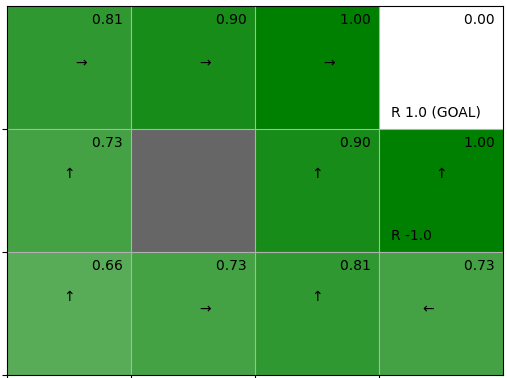 0.81 0.90 1.00 0.00
→ → →
R 1.0 (GOAL)
0.73 0.90 1.00
↑ ↑ ↑
R -1.0
0.66 0.73 0.81 0.73
↑ → ↑ ←